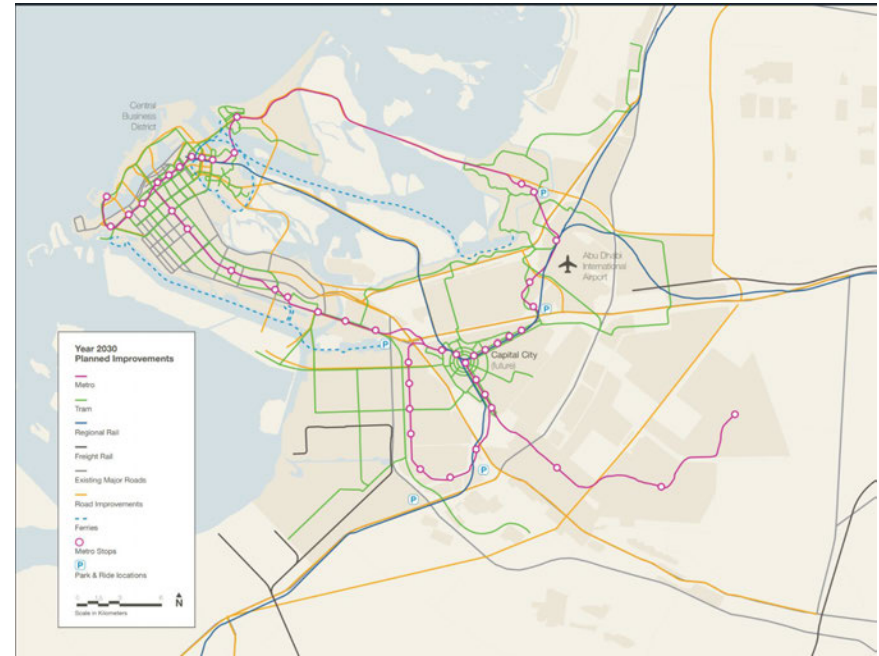 Central
Business
District
Abu Dhabi
International
Airport
Capital City
(future)
Year 2030
Planned Improvements
Metro
Tram
Regional Rail
Freight Rail
Existing Major Roads
Road Improvements
Ferries
Metro Stops
P
Park & Ride locations
N
Scale in Kilometers
P
P
P
P
P